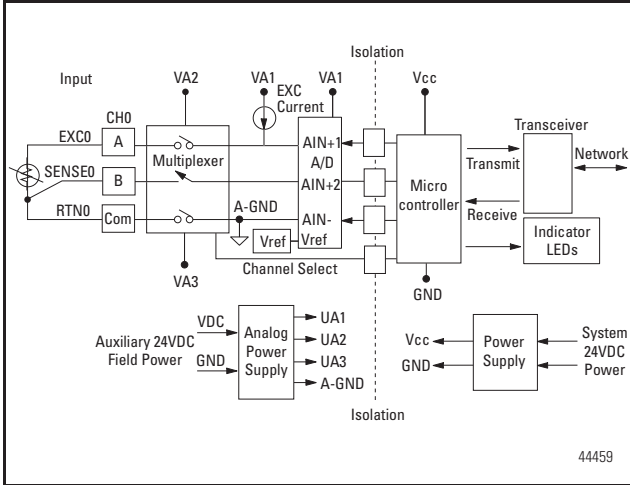 Isolation
Input
VA2
VA1
VA1
Vcc
EXC
Current
CH0
EXC0
A
Multiplexer
SENSE0
B
RTN0
Com
AIN+1
A/D
AIN+2
AIN-
Vref
Vref
A-GND
Micro
controller
Transceiver
Transmit
Network
Receive
Indicator
LEDs
Channel Select
VA3
GND
Auxiliary 24VDC
Field Power
VDC
GND
Analog
Power
Supply
UA1
UA2
UA3
A-GND
Vcc
GND
Power
Supply
System
24VDC
Power
Isolation
44459